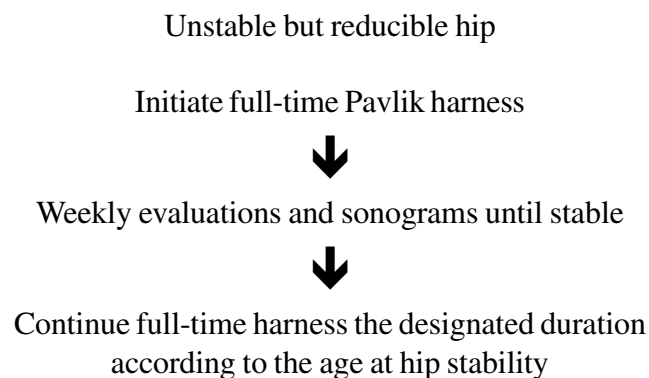 Unstable but reducible hip
Initiate full-time Pavlik harness
Weekly evaluations and sonograms until stable
Continue full-time harness the designated duration
according to the age at hip stability